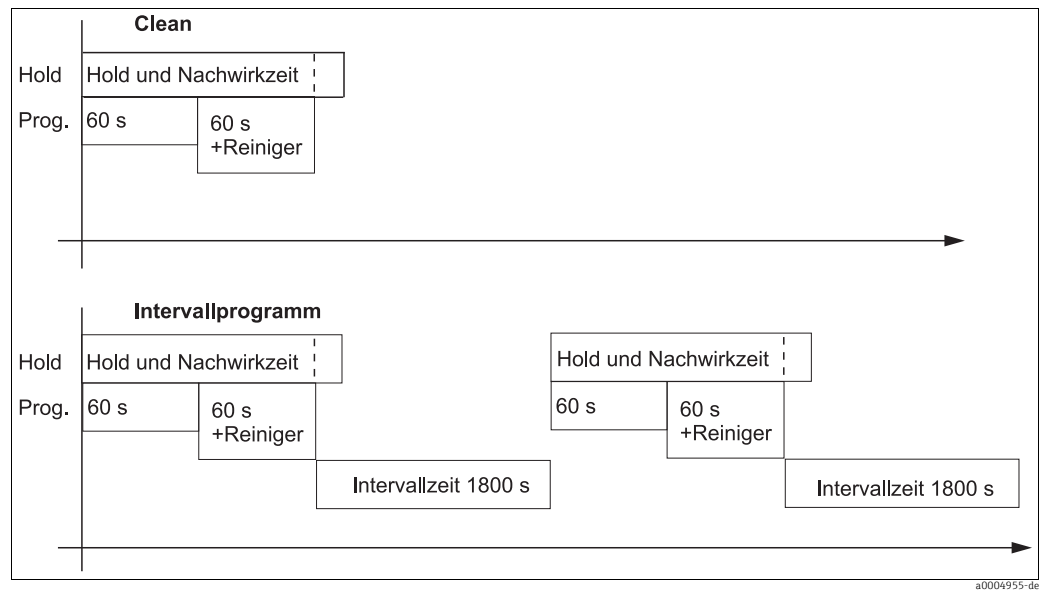 Clean
Hold
Hold und Nachwirkzeit
Prog.
60 s
60 s
+Reiniger
Intervallprogramm
Hold
Hold und Nachwirkzeit
Hold und Nachwirkzeit
Prog.
60 s
60 s
+Reiniger
60 s
60 s
+Reiniger
Intervallzeit 1800 s
Intervallzeit 1800 s
a0004955-de